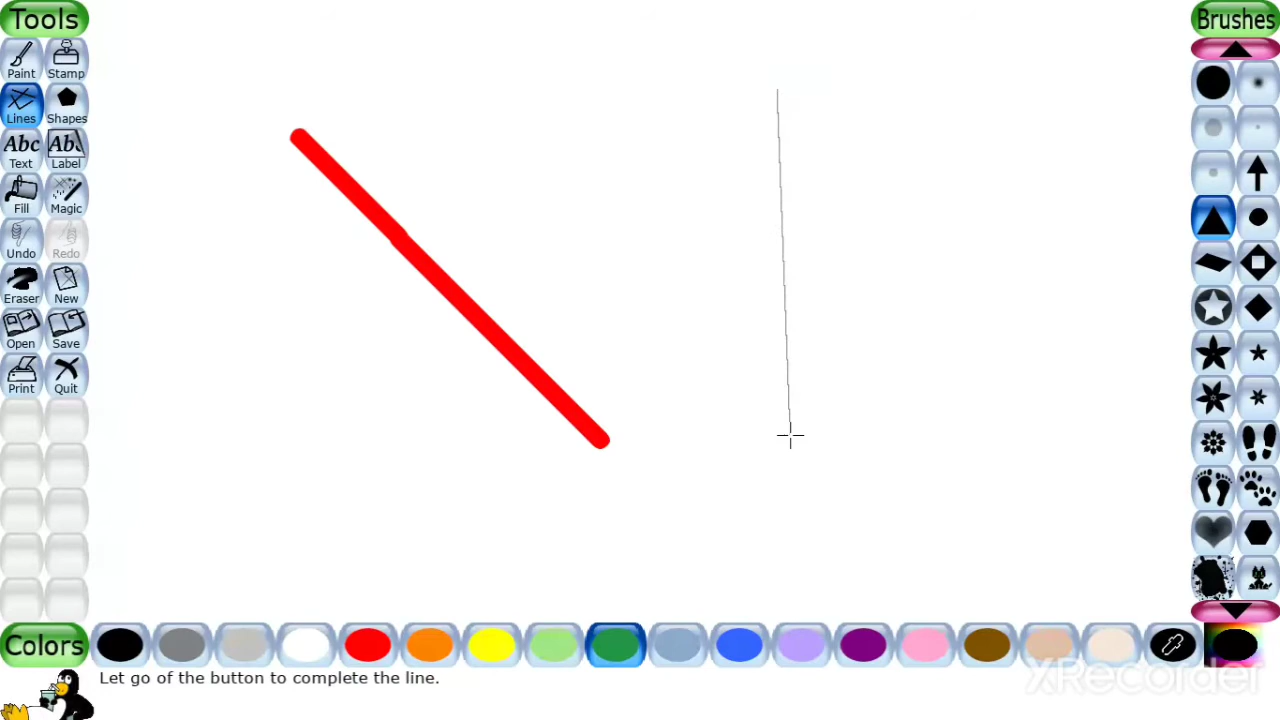 Tools
Brushes
Paint
Stamp
Lines
Shapes
Abc
Text
Abc
Label
Fill
Magic
Undo
Redo
Eraser
New
Open
Save
Print
Quit
Colors
Let go of the button to complete the line.
XRecorder